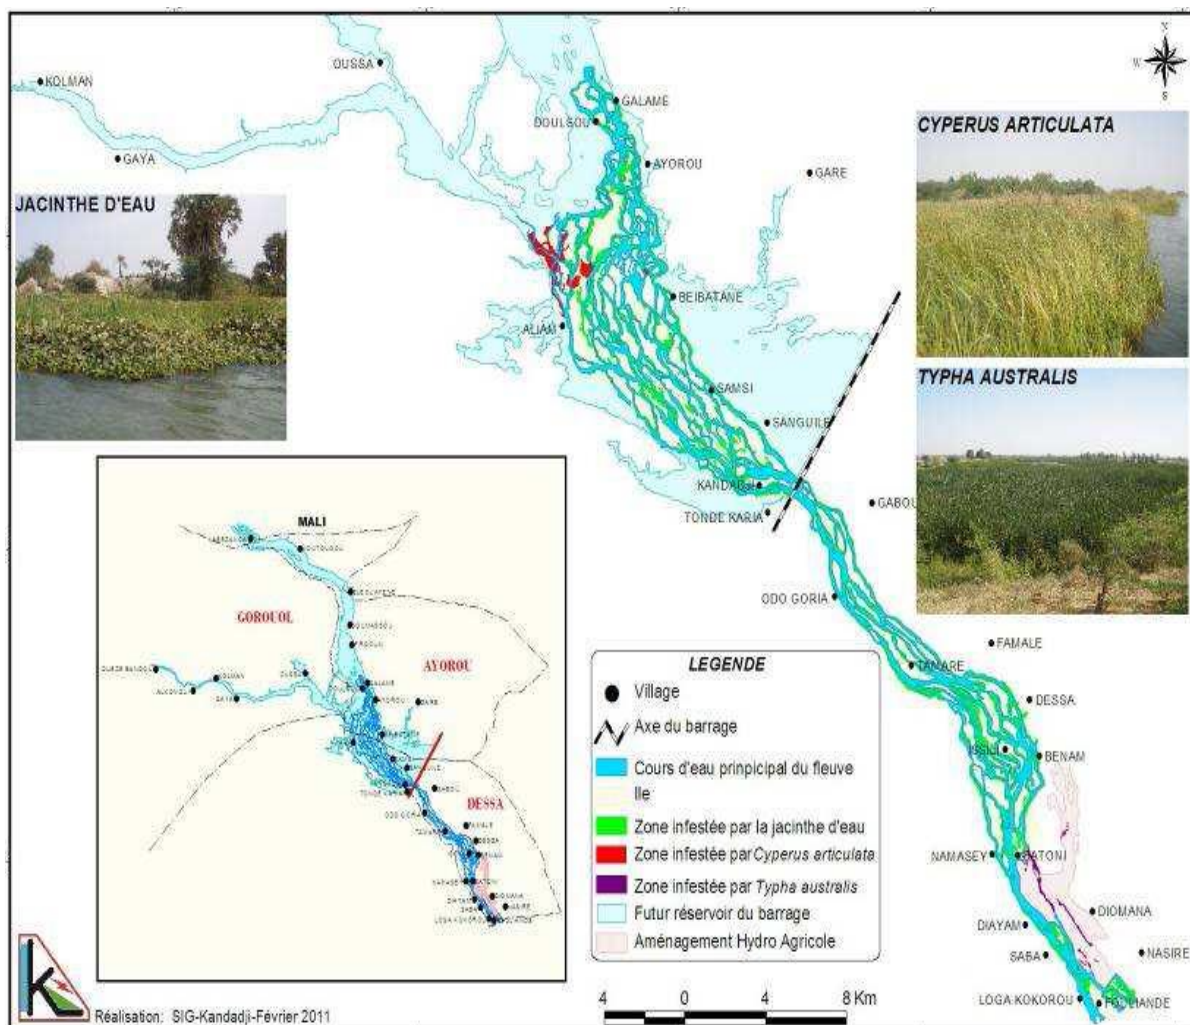 N
W
S
KOLMAN
OUSSA
GALAME
DOULSOU
GAYA
AYOROU
GARE
JACINTHE D'EAU
CYPERUS ARTICULATA
BEIBATANE
ALIAM
TYPHA AUSTRALIS
SAMSI
SANGUILE
KANDADJI
TONDE KARIA
GABOU
ODO GORIA
FAMALE
TAMARE
DESSA
BENAM
NAMASEY
DIOMANA
DIAYAM
SABA
NASIRE
LOGA KOKOROU
FOULIANDE
MALI
GOROUOL
AYOROU
DESSA
LEGENDE
Village
Axe du barrage
Cours d'eau prinpicipal du fleuve
Ile
Zone infestée par la jacinthe d'eau
Zone infestée par Cyperus articulata
Zone infestée par Typha australis
Futur réservoir du barrage
Aménagement Hydro Agricole
4 0 4 8 Km
Réalisation: SIG-Kandadji-Février 2011